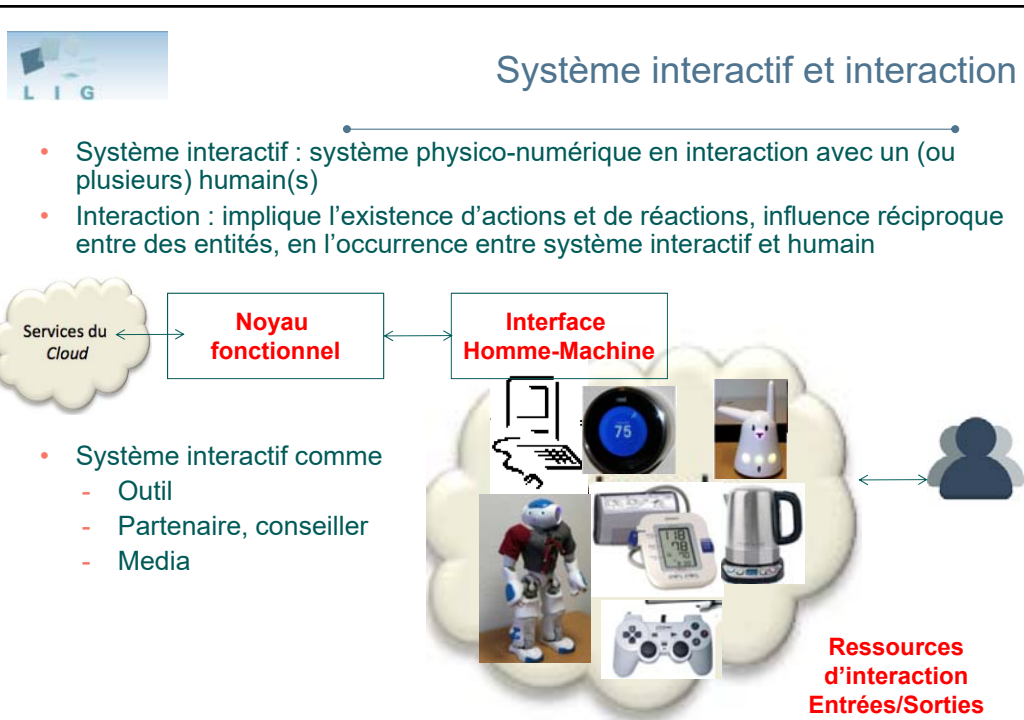 L I G
Système interactif et interaction
• Système interactif : système physico-numérique en interaction avec un (ou
plusieurs) humain(s)
• Interaction : implique l'existence d'actions et de réactions, influence réciproque
entre des entités, en l'occurrence entre système interactif et humain
Services du
Cloud
Noyau
fonctionnel
Interface
Homme-Machine
75
118
78
• Système interactif comme
- Outil
- Partenaire, conseiller
- Media
Ressources
d'interaction
Entrées/Sorties